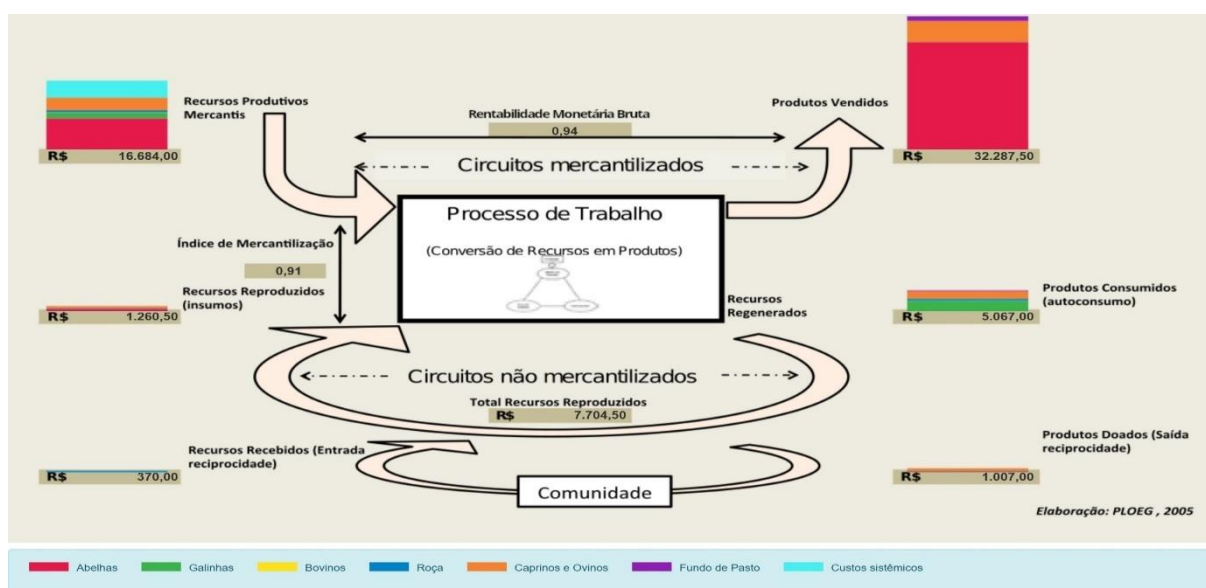 Recursos Produtivos
Mercantis
R$ 16.684,00
Rentabilidade Monetária Bruta
0,94
Produtos Vendidos
R$ 32.287,50
Circuitos mercantilizados
Processo de Trabalho
(Conversão de Recursos em Produtos)
Índice de Mercantilização
0,91
Recursos Reproduzidos
(insumos)
R$ 1.260,50
Recursos
Regenerados
Produtos Consumidos
(autoconsumo)
R$ 5.067,00
Circuitos não mercantilizados
Total Recursos Reproduzidos
R$ 7.704,50
Recursos Recebidos (Entrada
reciprocidade)
R$ 370,00
Produtos Doados (Saída
reciprocidade)
R$ 1.007,00
Comunidade
Elaboração: PLOEG , 2005
Abelhas Galinhas Bovinos Roça Caprinos e Ovinos Fundo de Pasto Custos sistêmicos